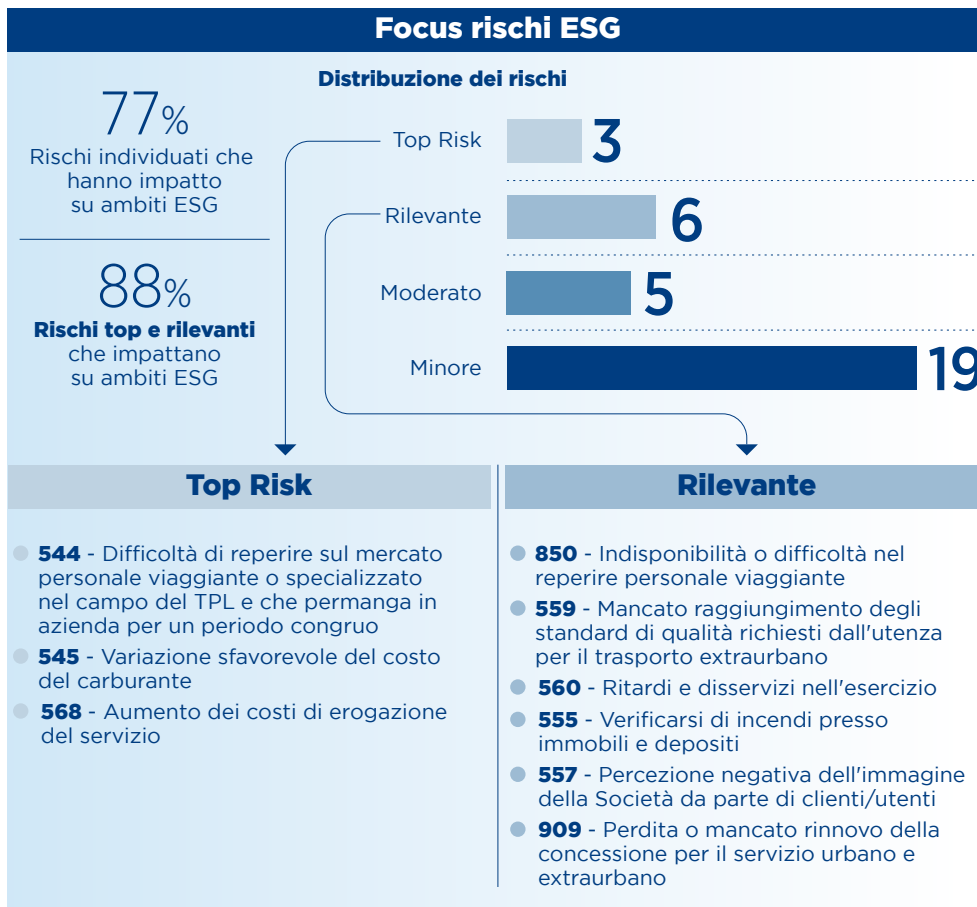 Focus rischi ESG
77%
Rischi individuati che
hanno impatto
su ambiti ESG
88%
Rischi top e rilevanti
che impattano
su ambiti ESG
Distribuzione dei rischi
Top Risk
3
Rilevante
6
Moderato
5
Minore
19
Top Risk
544 - Difficoltà di reperire sul mercato
personale viaggiante o specializzato
nel campo del TPL e che permanga in
azienda per un periodo congruo
545 - Variazione sfavorevole del costo
del carburante
568 - Aumento dei costi di erogazione
del servizio
Rilevante
850 - Indisponibilità o difficoltà nel
reperire personale viaggiante
559 - Mancato raggiungimento degli
standard di qualità richiesti dall'utenza
per il trasporto extraurbano
560 - Ritardi e disservizi nell'esercizio
555 - Verificarsi di incendi presso
immobili e depositi
557 - Percezione negativa dell'immagine
della Società da parte di clienti/utenti
909 - Perdita o mancato rinnovo della
concessione per il servizio urbano e
extraurbano